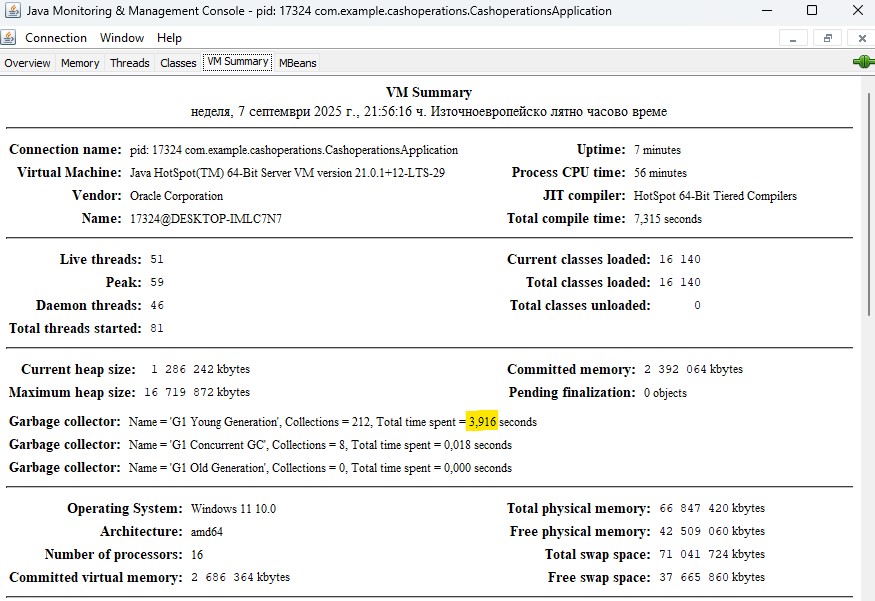 Java Monitoring & Management Console - pid: 17324 com.example.cashoperations.CashoperationsApplication
Connection Window Help
Overview Memory Threads Classes VM Summary MBeans
VM Summary
неделя, 7 септември 2025 г., 21:56:16 ч. Източноевропейско лятно часово време
Connection name: pid: 17324 com.example.cashoperations.CashoperationsApplication
Virtual Machine: Java HotSpot(TM) 64-Bit Server VM version 21.0.1+12-LTS-29
Vendor: Oracle Corporation
Name: 17324@DESKTOP-IMLC7N7
Uptime: 7 minutes
Process CPU time: 56 minutes
JIT compiler: HotSpot 64-Bit Tiered Compilers
Total compile time: 7,315 seconds
Live threads: 51
Peak: 59
Daemon threads: 46
Total threads started: 81
Current classes loaded: 16 140
Total classes loaded: 16 140
Total classes unloaded: 0
Current heap size: 1 286 242 kbytes
Maximum heap size: 16 719 872 kbytes
Committed memory: 2 392 064 kbytes
Pending finalization: 0 objects
Garbage collector: Name = 'G1 Young Generation', Collections = 212, Total time spent = 3,916 seconds
Garbage collector: Name = 'G1 Concurrent GC', Collections = 8, Total time spent = 0,018 seconds
Garbage collector: Name = 'G1 Old Generation', Collections = 0, Total time spent = 0,000 seconds
Operating System: Windows 11 10.0
Architecture: amd64
Number of processors: 16
Committed virtual memory: 2 686 364 kbytes
Total physical memory: 66 847 420 kbytes
Free physical memory: 42 509 060 kbytes
Total swap space: 71 041 724 kbytes
Free swap space: 37 665 860 kbytes